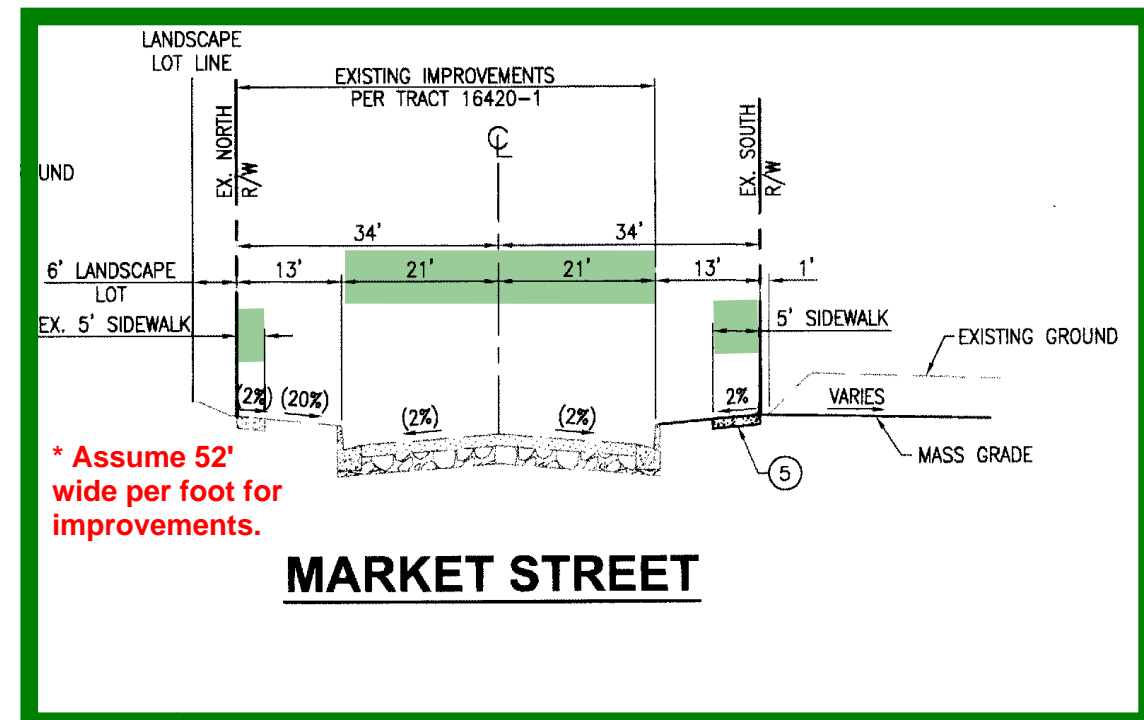 LANDSCAPE
LOT LINE
EXISTING IMPROVEMENTS
PER TRACT 16420-1
EX. NORTH
R/W
CL
EX. SOUTH
R/W
UND
34'
34'
6' LANDSCAPE
LOT
13'
21'
21'
13'
1'
EX. 5' SIDEWALK
5' SIDEWALK
EXISTING GROUND
(2%)
(20%)
(2%)
(2%)
2%
VARIES
MASS GRADE
5
* Assume 52'
wide per foot for
improvements.
MARKET STREET